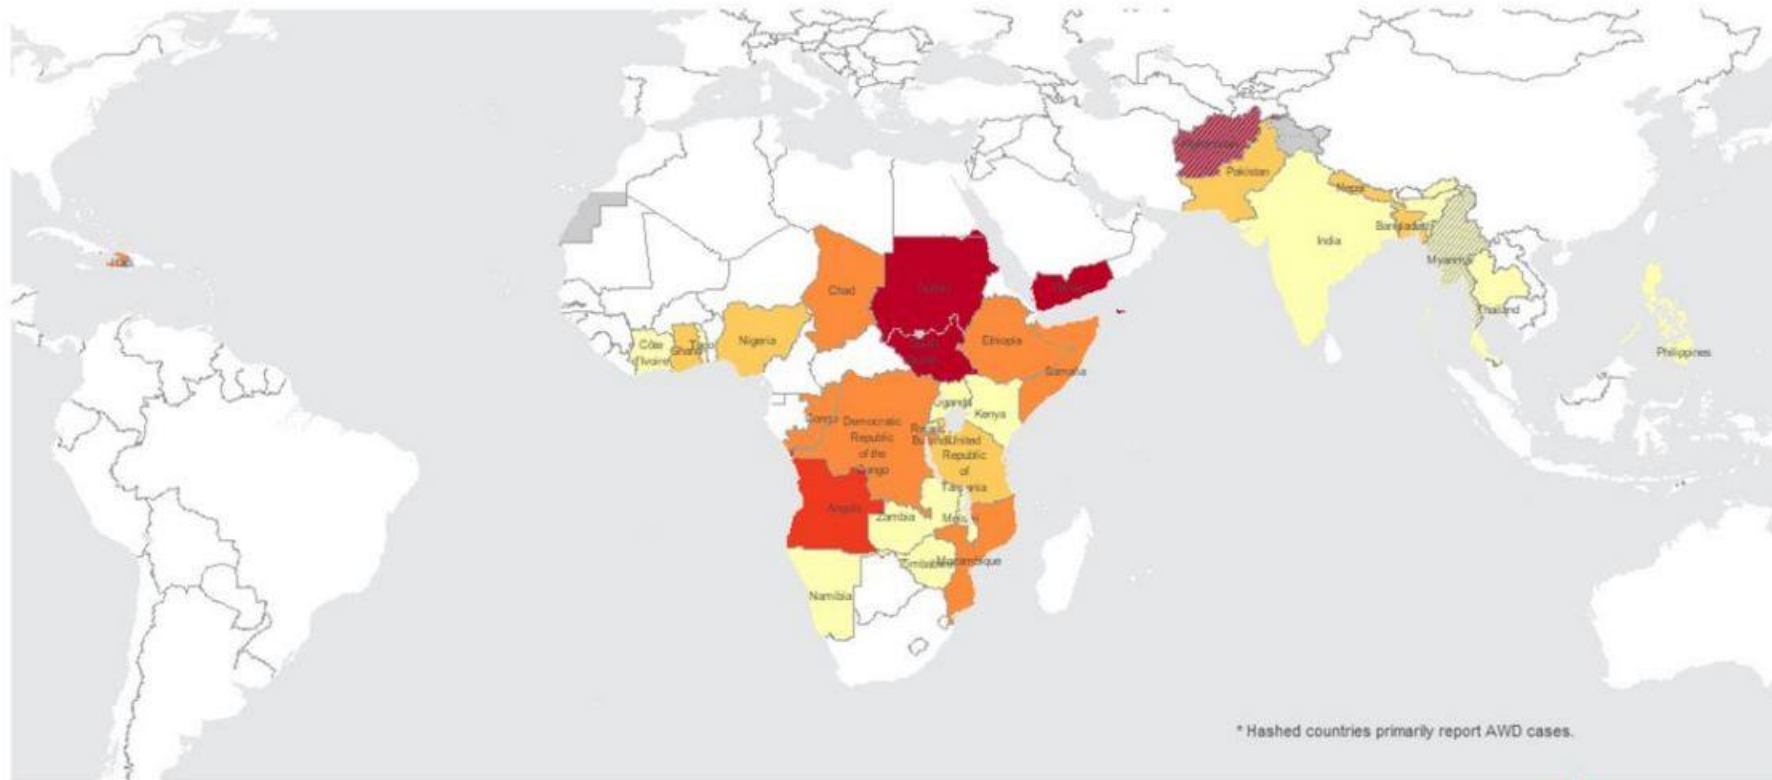 Pakistan
Nepal
Bangladesh
India
Myanmar
Thailand
Philippines
Chad
Nigeria
Côte
d'Ivoire
Ghana
Togo
Ethiopia
Somalia
Uganda
Kenya
Congo
Democratic
Republic
of the
Congo
Burundi
United
Republic
of
Tanzania
Angola
Zambia
Malawi
Zimbabwe
Mozambique
Namibia
* Hashed countries primarily report AWD cases.